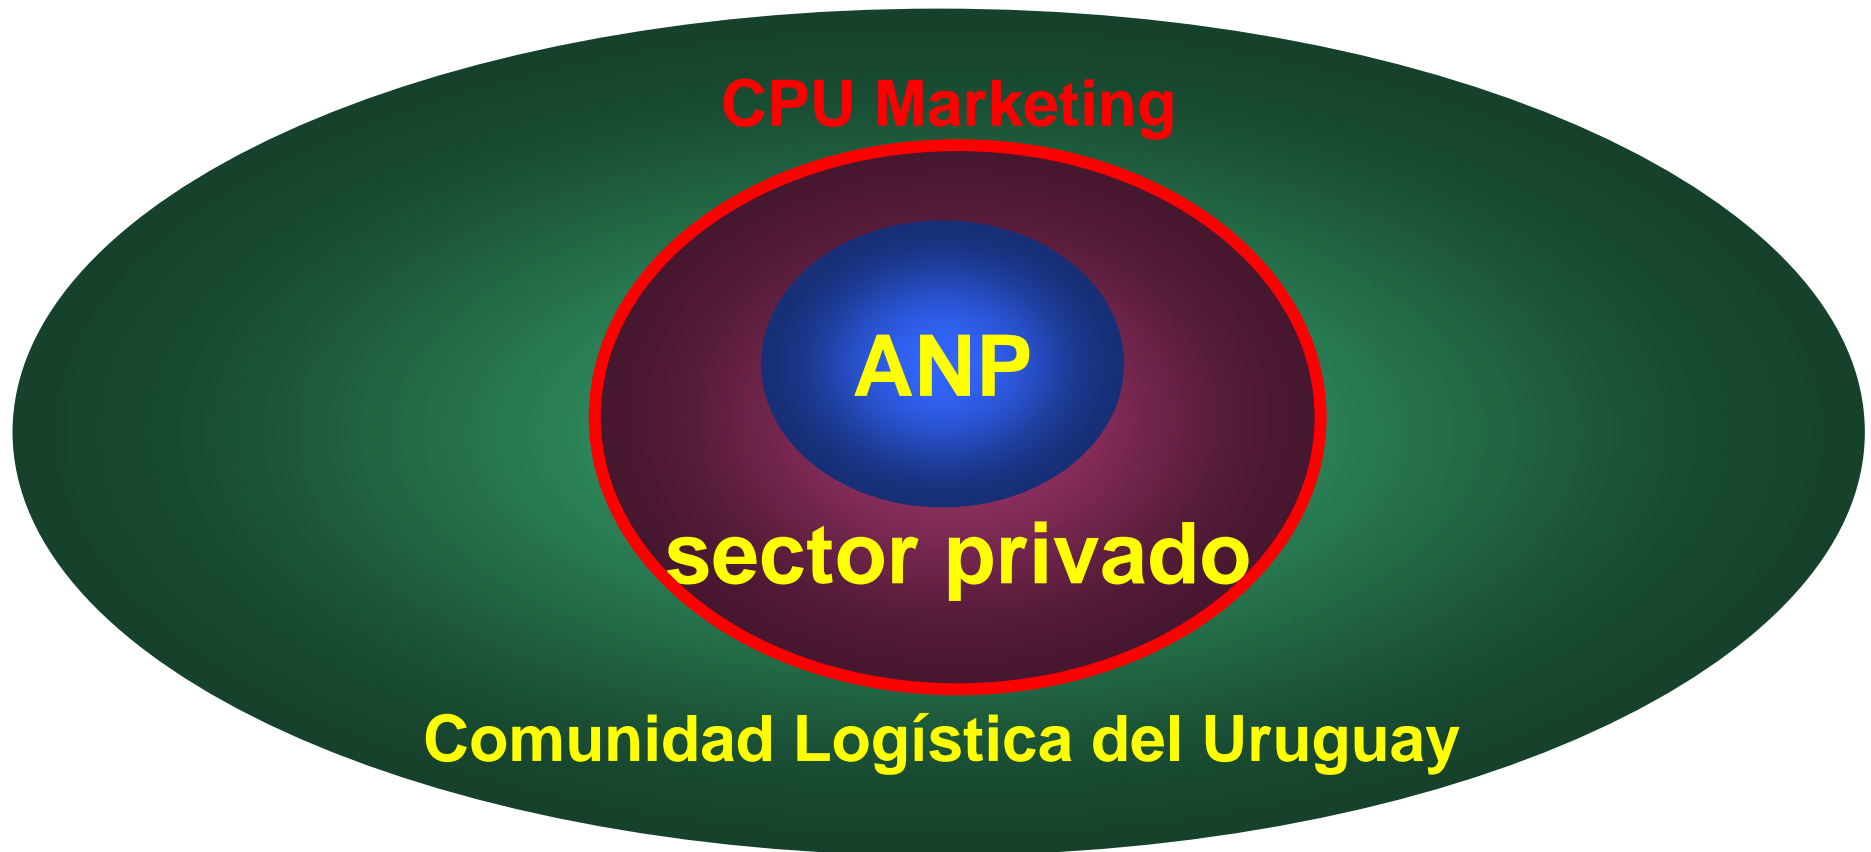 CPU Marketing
ANP
sector privado
Comunidad Logística del Uruguay